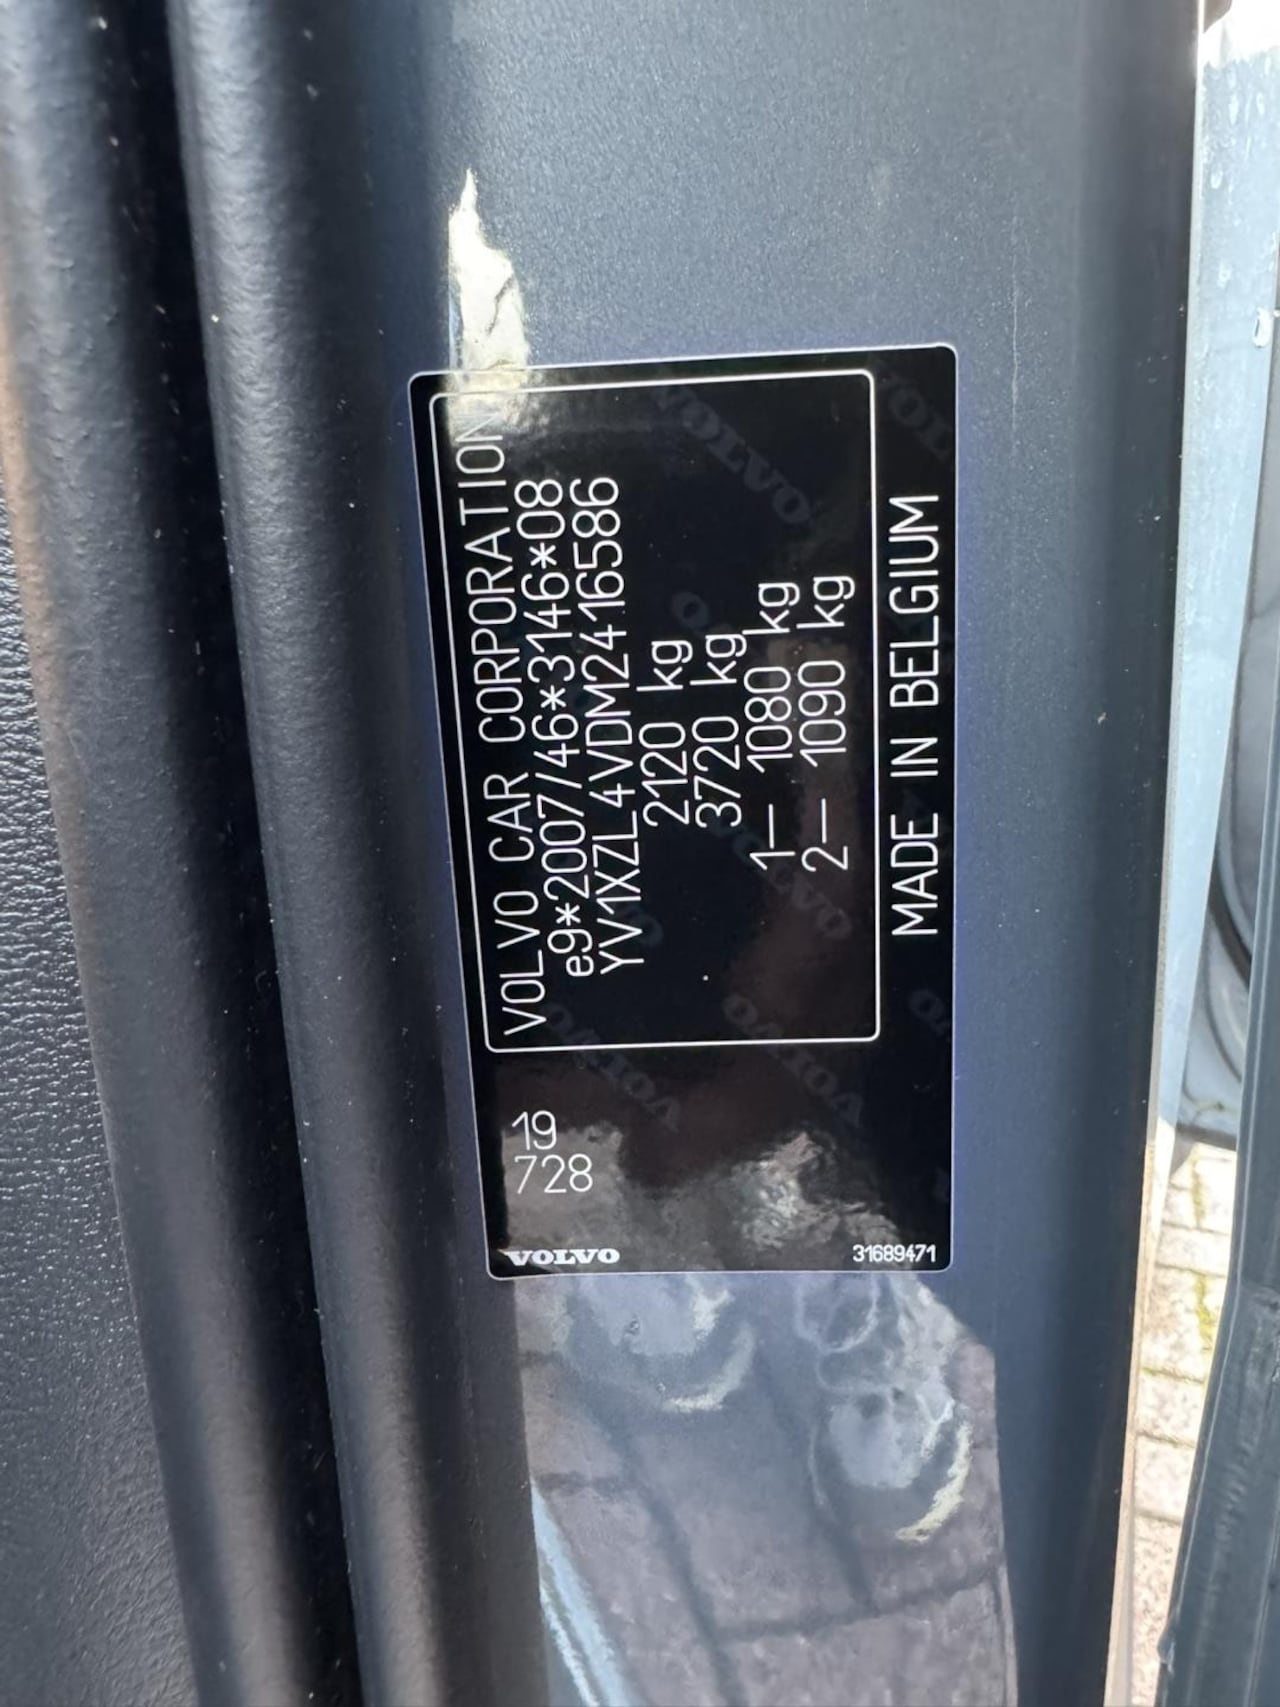 VOLVO CAR CORPORATION
e9*2007/46*3146*08
YV1XZL4VDM2416586
2120 kg
3720 kg
1— 1080 kg
2— 1090 kg
MADE IN BELGIUM
19
728
VOLVO
31689471